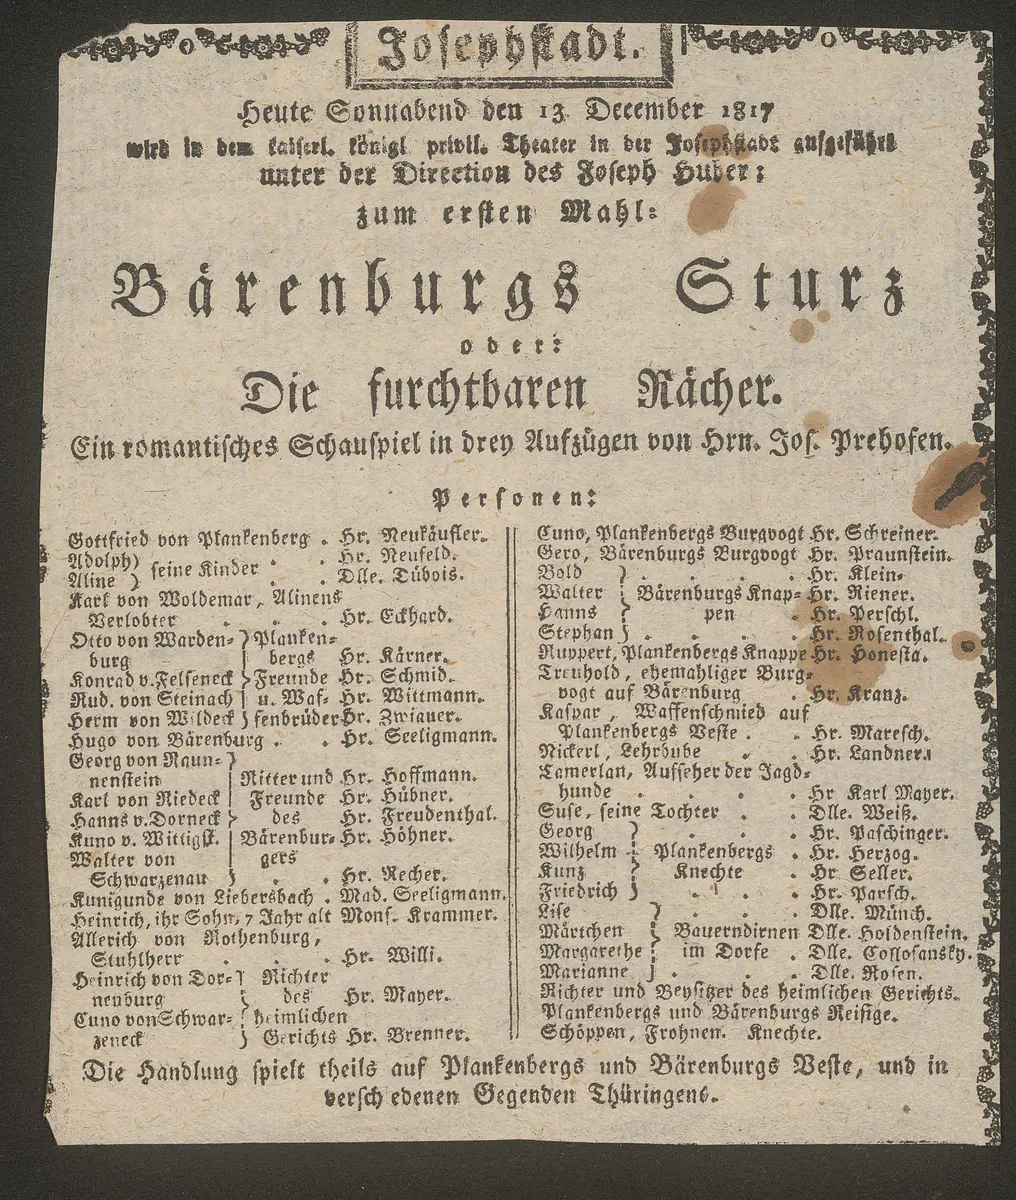 Josephstadt.
Heute Sonnabend den 13 December 1817
wird in dem kaiserl. königl privil. Theater in der Josephstadt aufgeführt
unter der Direction des Joseph Huber:
zum ersten Mahl:
Bärenburgs Sturz
oder:
Die furchtbaren Rächer.
Ein romantisches Schauspiel in drey Aufzügen von Hrn. Jos. Prehofen.
Personen:
Gottfried von Plankenberg . Hr. Neukäufler.
Adolph) seine Kinder . . Hr. Neufeld.
Aline ) . . Dlle. Dübois.
Karl von Woldemar, Alinens
Verlobter . . . Hr. Eckhard.
Otto von Warden- } Planken-
burg bergs Hr. Kärner.
Konrad v. Felseneck } Freunde Hr. Schmid.
Rud. von Steinach u. Waf- Hr. Wittmann.
Herm von Wildeck } fenbrüder Hr. Zwiauer.
Hugo von Bärenburg . . Hr. Seeligmann.
Georg von Raun- }
nenstein Ritter und Hr. Hoffmann.
Karl von Riedeck Freunde Hr. Hübner.
Hanns v. Dorneck } des Hr. Freudenthal.
Kuno v. Wittigst. Bärenbur- Hr. Höhner.
Walter von gers
Schwarzenau } . . Hr. Recher.
Kunigunde von Liebersbach . Mad. Seeligmann.
Heinrich, ihr Sohn, 7 Jahr alt Mons. Krammer.
Allerich von Rothenburg,
Stuhlherr . . . Hr. Willi.
Heinrich von Dor- } Richter
nenburg des Hr. Mayer.
Cuno von Schwar- } heimlichen
zeneck } Gerichts Hr. Brenner.
Cuno, Plankenbergs Burgvogt Hr. Schreiner.
Gero, Bärenburgs Burgvogt Hr. Praunstein.
Bold } . . . . Hr. Klein.
Walter } Bärenburgs Knap- Hr. Riener.
Hanns } pen . Hr. Perschl.
Stephan } . . . . Hr. Rosenthal.
Ruppert, Plankenbergs Knappe Hr. Honesta.
Treuhold, ehemahliger Burg-
vogt auf Bärenburg . Hr. Kranz.
Kaspar, Waffenschmied auf
Plankenbergs Veste . . Hr. Maresch.
Nickerl, Lehrbube . . Hr. Landner.
Tamerlan, Aufseher der Jagd-
hunde . . . . Hr Karl Mayer.
Suse, seine Tochter . . Dlle. Weiß.
Georg } . . . Hr. Paschinger.
Wilhelm } Plankenbergs . Hr. Herzog.
Kunz } Knechte . Hr Seller.
Friedrich } . . . Hr. Parsch.
Lise } . . . Dlle. Münch.
Märtchen } Bauerndirnen Dlle. Holdenstein.
Margarethe } im Dorfe . Dlle. Collosansky.
Marianne } . . . Dlle. Rosen.
Richter und Beysitzer des heimlichen Gerichts.
Plankenbergs und Bärenburgs Reisige.
Schöppen, Frohnen. Knechte.
Die Handlung spielt theils auf Plankenbergs und Bärenburgs Veste, und in
versch edenen Gegenden Thüringens.